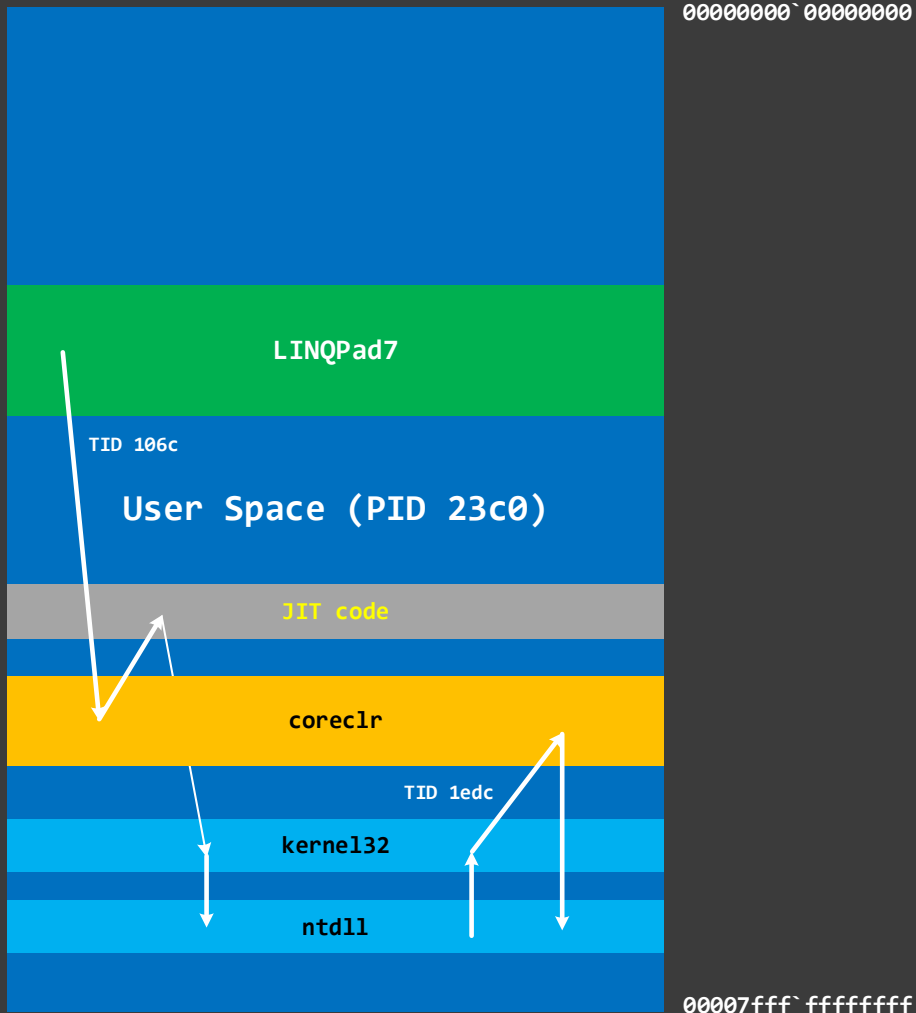 00000000`00000000
LINQPad7
TID 106c
User Space (PID 23c0)
JIT code
coreclr
TID 1edc
kernel32
ntdll
00007fff`ffffffff